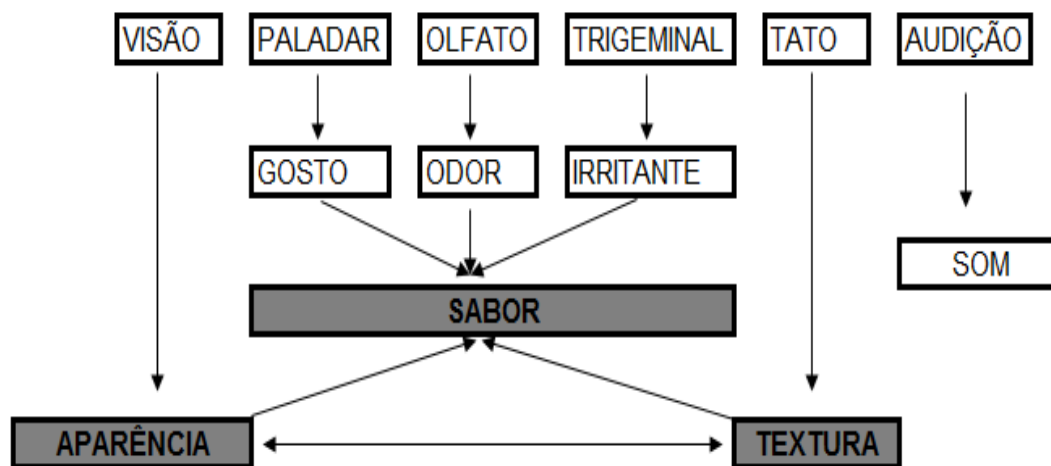 VISÃO PALADAR OLFATO TRIGEMINAL TATO AUDIÇÃO
GOSTO ODOR IRRITANTE
SOM
SABOR
APARÊNCIA TEXTURA